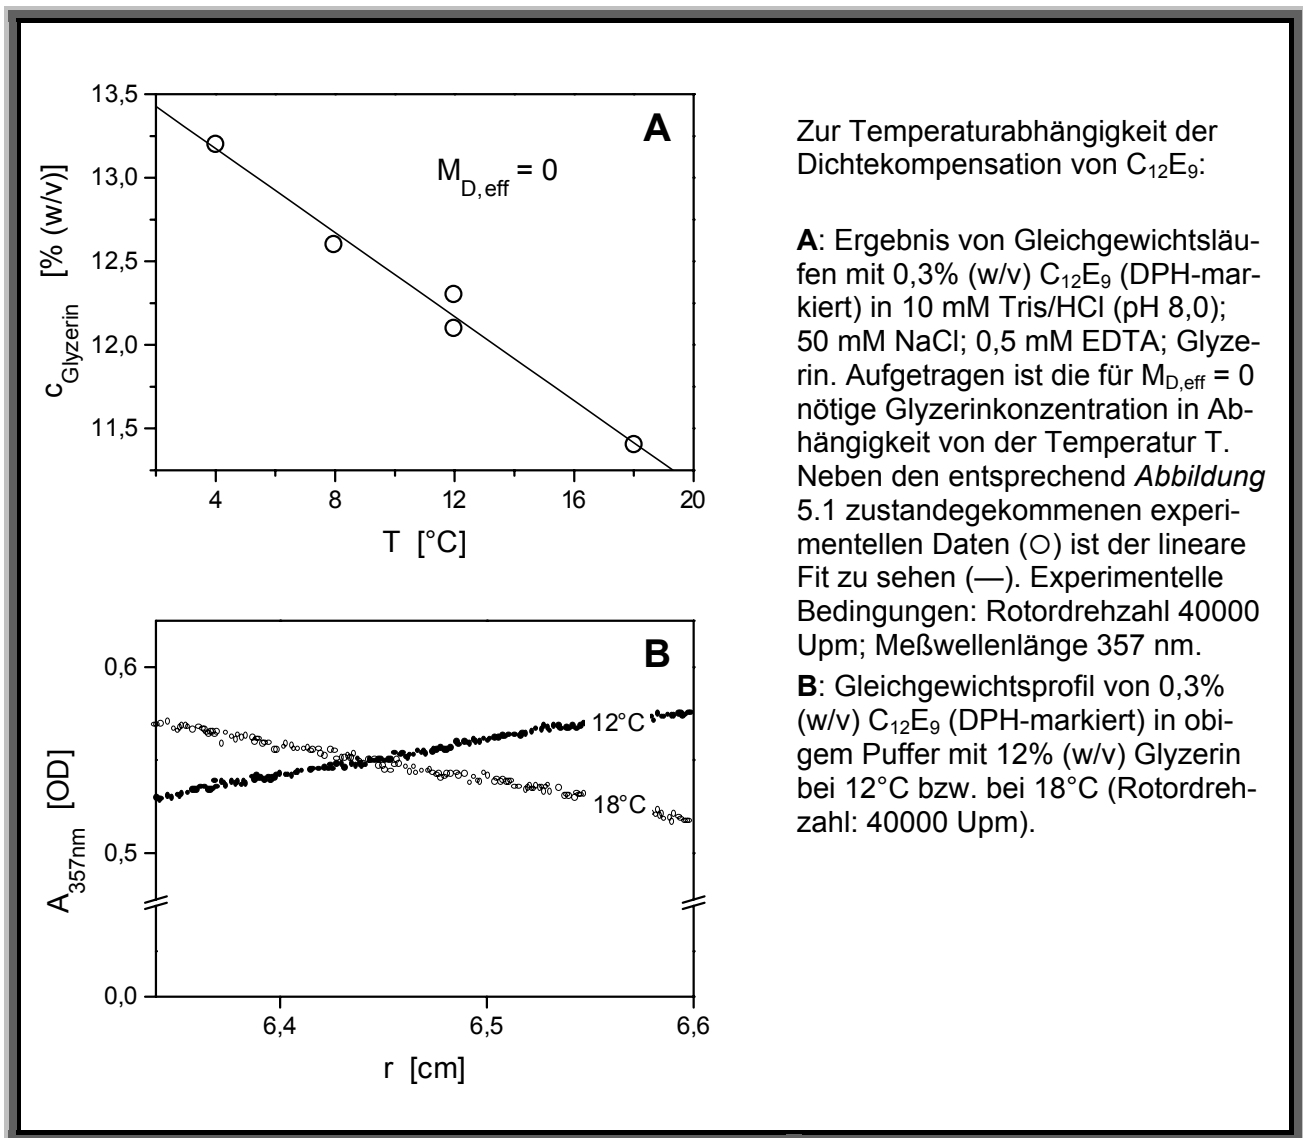 13,5
13,0
12,5
12,0
11,5
c_Glyzerin [% (w/v)]
A
M_D,eff = 0
4 8 12 16 20
T [°C]
0,6
0,5
0,0
A_357nm [OD]
B
12°C
18°C
6,4 6,5 6,6
r [cm]
Zur Temperaturabhängigkeit der
Dichtekompensation von C₁₂E₉:
A: Ergebnis von Gleichgewichtsläu-
fen mit 0,3% (w/v) C₁₂E₉ (DPH-mar-
kiert) in 10 mM Tris/HCl (pH 8,0);
50 mM NaCl; 0,5 mM EDTA; Glyze-
rin. Aufgetragen ist die für M_D,eff = 0
nötige Glyzerinkonzentration in Ab-
hängigkeit von der Temperatur T.
Neben den entsprechend Abbildung
5.1 zustandegekommenen experi-
mentellen Daten (○) ist der lineare
Fit zu sehen (—). Experimentelle
Bedingungen: Rotordrehzahl 40000
Upm; Meßwellenlänge 357 nm.
B: Gleichgewichtsprofil von 0,3%
(w/v) C₁₂E₉ (DPH-markiert) in obi-
gem Puffer mit 12% (w/v) Glyzerin
bei 12°C bzw. bei 18°C (Rotordreh-
zahl: 40000 Upm).